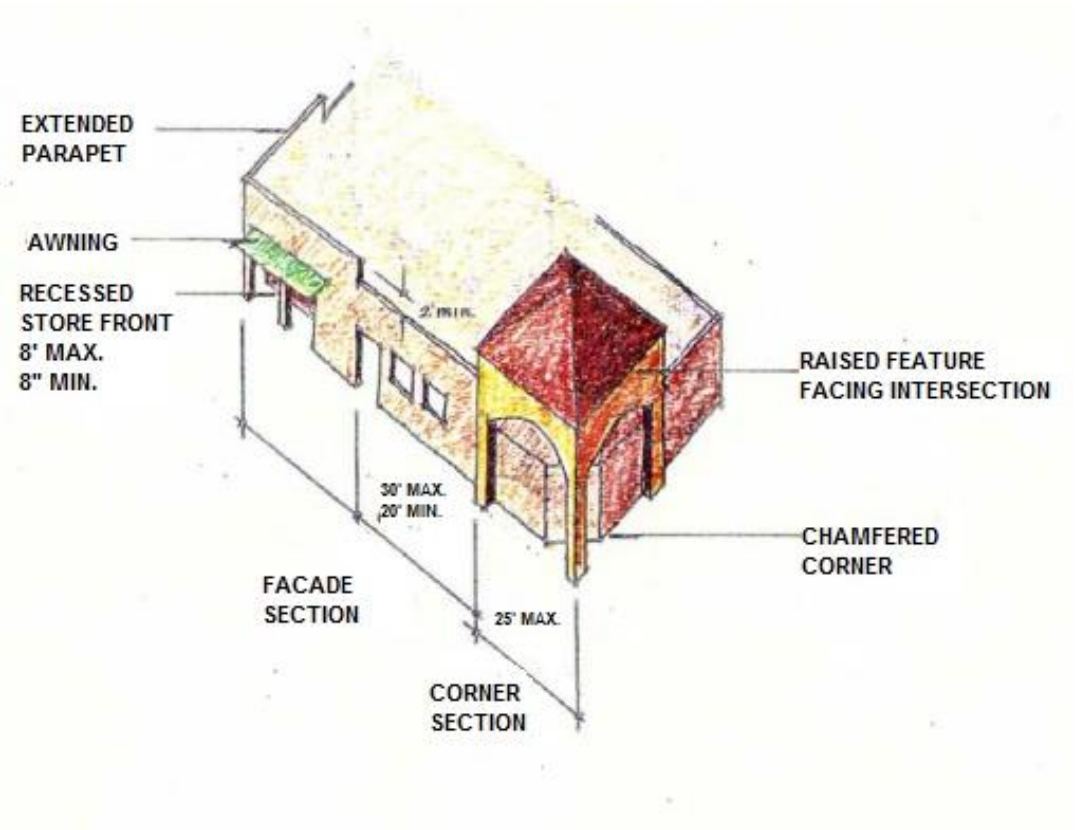 EXTENDED
PARAPET
AWNING
RECESSED
STORE FRONT
8' MAX.
8" MIN.
2' min.
RAISED FEATURE
FACING INTERSECTION
30' MAX.
20' MIN.
CHAMFERED
CORNER
FACADE
SECTION
25' MAX.
CORNER
SECTION